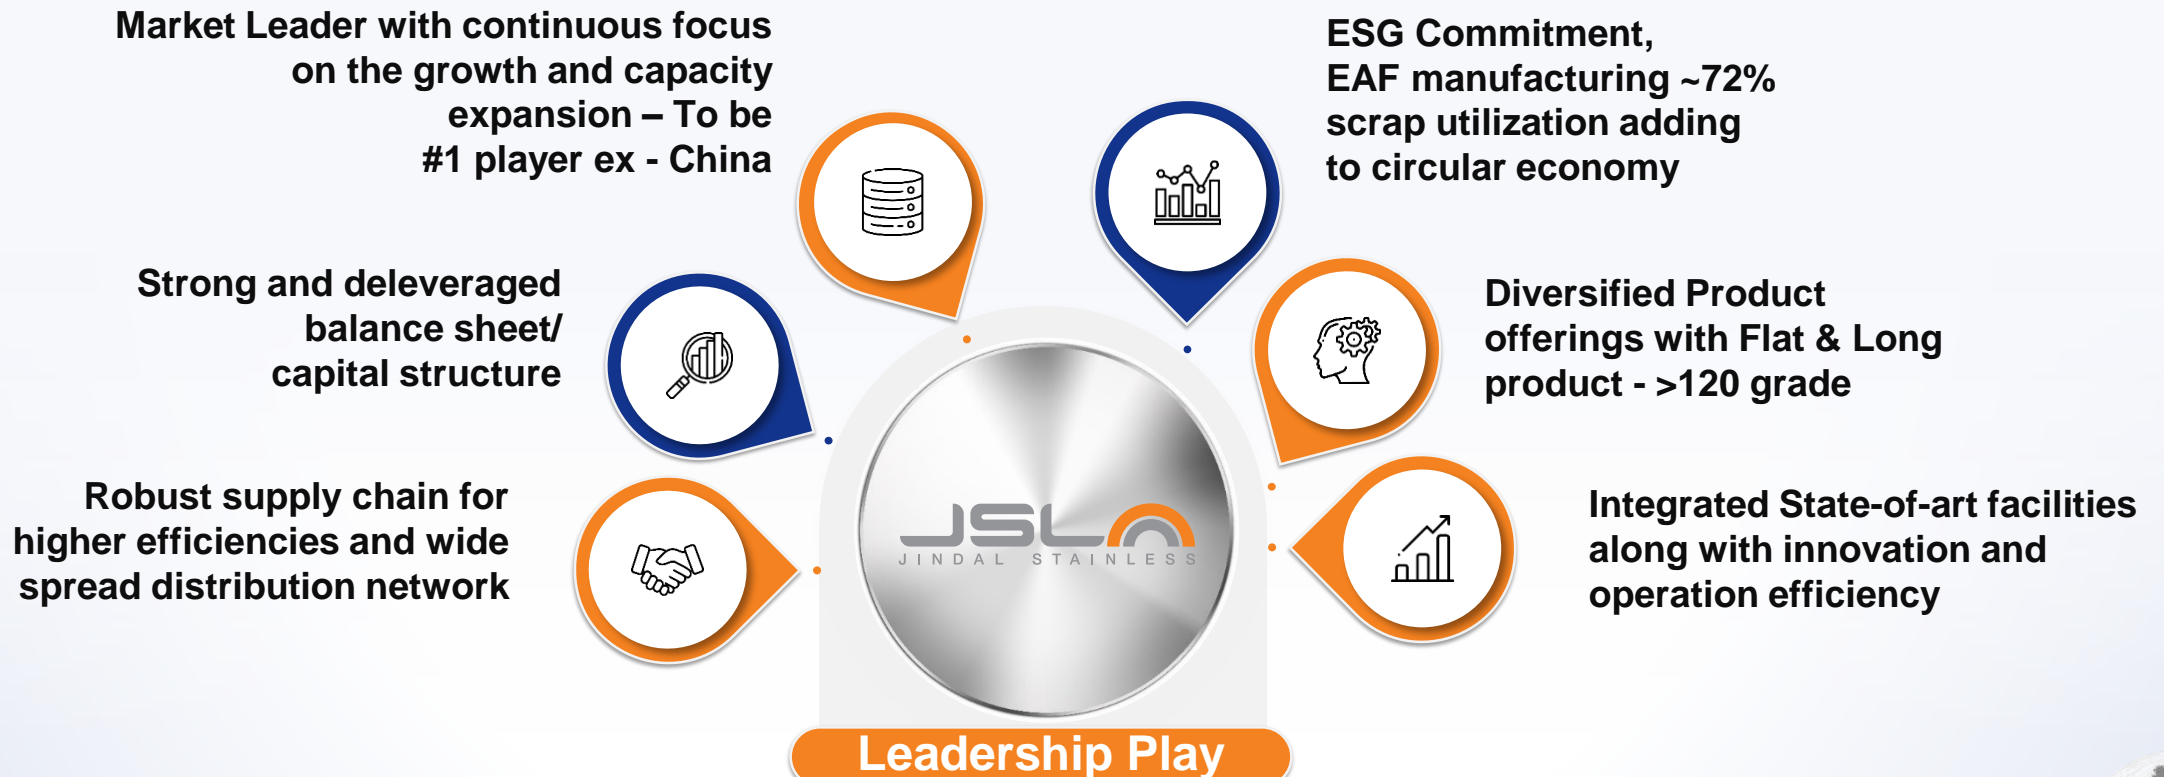 Market Leader with continuous focus
on the growth and capacity
expansion – To be
#1 player ex - China
ESG Commitment,
EAF manufacturing ~72%
scrap utilization adding
to circular economy
Strong and deleveraged
balance sheet/
capital structure
Diversified Product
offerings with Flat & Long
product - >120 grade
Robust supply chain for
higher efficiencies and wide
spread distribution network
Integrated State-of-art facilities
along with innovation and
operation efficiency
JSL
JINDAL STAINLESS
Leadership Play